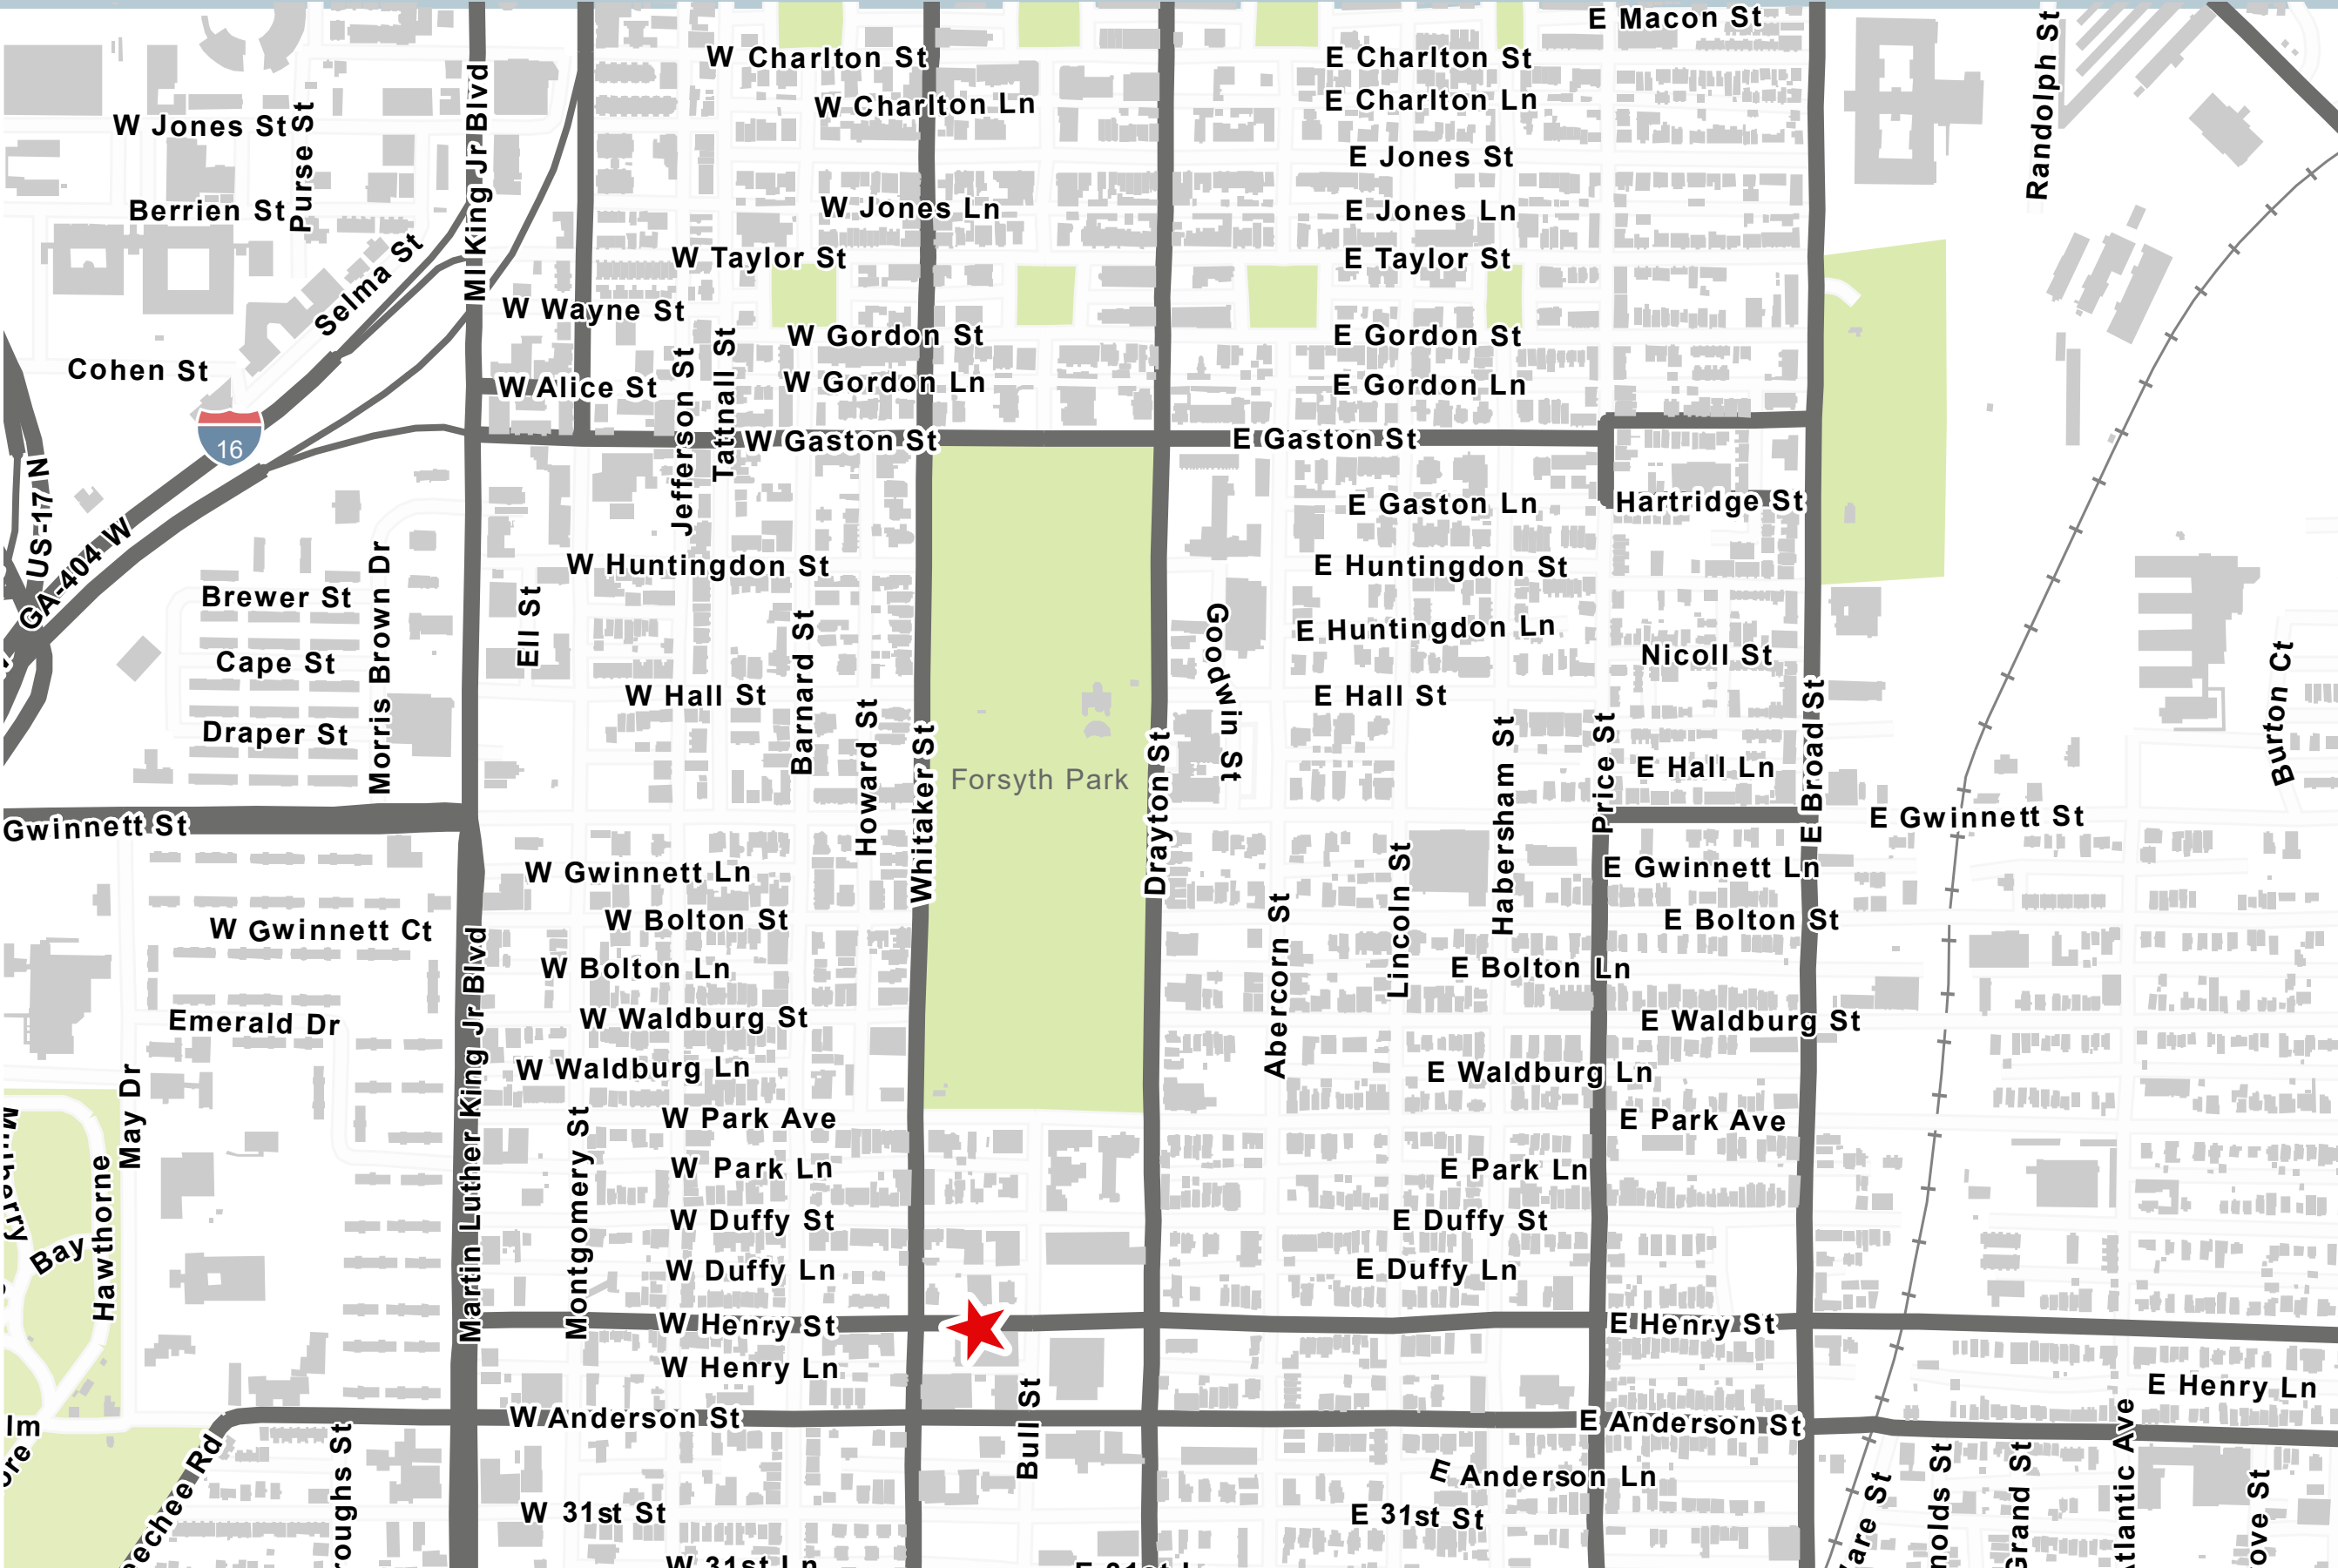 E Macon St
W Charlton St
E Charlton St
Randolph St
W Charlton Ln
E Charlton Ln
W Jones St
Purse St
Ml King Jr Blvd
E Jones St
Berrien St
W Jones Ln
E Jones Ln
Selma St
W Taylor St
E Taylor St
W Wayne St
W Gordon St
E Gordon St
Cohen St
W Alice St
Jefferson St
Tattnall St
W Gordon Ln
E Gordon Ln
16
W Gaston St
E Gaston St
US-17 N
GA-404 W
E Gaston Ln
Hartridge St
W Huntingdon St
E Huntingdon St
Brewer St
Morris Brown Dr
Ell St
Barnard St
Goodwin St
E Huntingdon Ln
Cape St
Nicoll St
Burton Ct
W Hall St
E Hall St
Draper St
Howard St
Whitaker St
Forsyth Park
Drayton St
Habersham St
Price St
E Hall Ln
E Broad St
Gwinnett St
E Gwinnett St
W Gwinnett Ln
Lincoln St
E Gwinnett Ln
W Gwinnett Ct
W Bolton St
Abercorn St
E Bolton St
W Bolton Ln
E Bolton Ln
Emerald Dr
Martin Luther King Jr Blvd
W Waldburg St
E Waldburg St
May Dr
W Waldburg Ln
E Waldburg Ln
Montgomery St
W Park Ave
E Park Ave
Hawthorne
W Park Ln
E Park Ln
Bay
W Duffy St
E Duffy St
W Duffy Ln
E Duffy Ln
W Henry St
E Henry St
W Henry Ln
E Henry Ln
W Anderson St
Bull St
E Anderson St
E Anderson Ln
W 31st St
E 31st St
Grand St
W 31st Ln